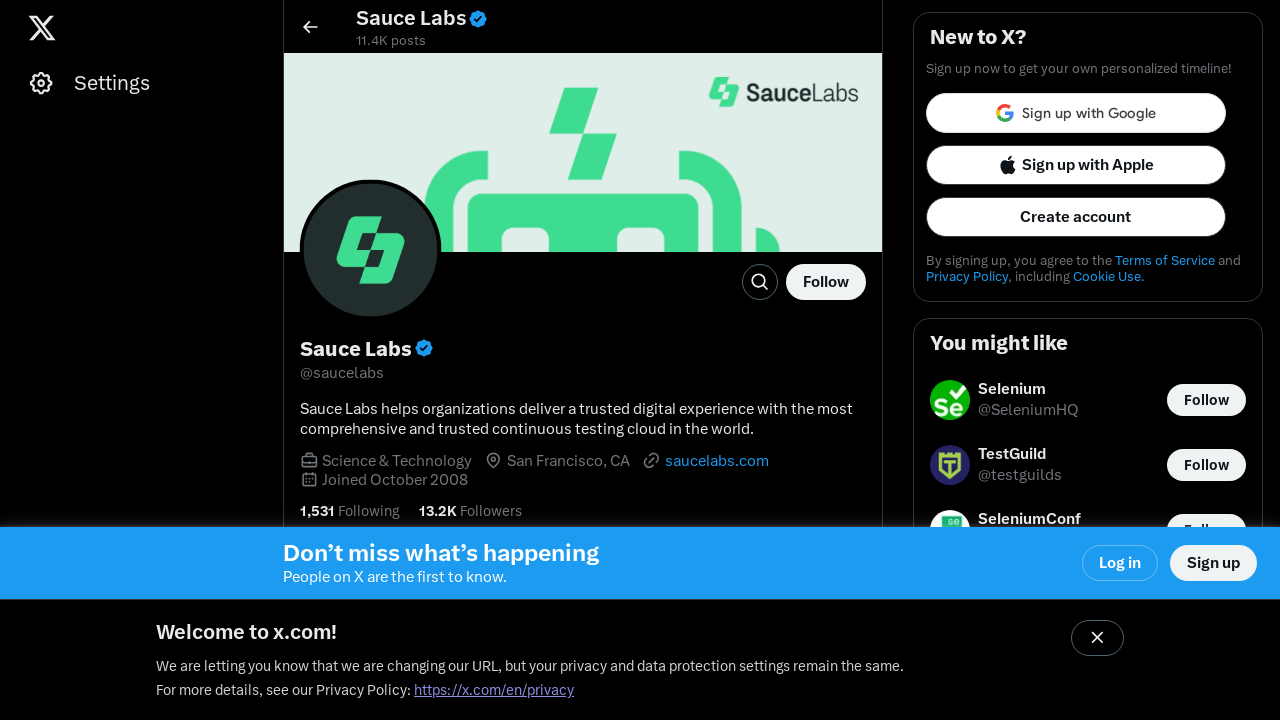 Settings
Sauce Labs
11.4K posts
SauceLabs
Follow
Sauce Labs
@saucelabs
Sauce Labs helps organizations deliver a trusted digital experience with the most
comprehensive and trusted continuous testing cloud in the world.
Science & Technology San Francisco, CA saucelabs.com
Joined October 2008
1,531 Following 13.2K Followers
New to X?
Sign up now to get your own personalized timeline!
Sign up with Google
Sign up with Apple
Create account
By signing up, you agree to the Terms of Service and
Privacy Policy, including Cookie Use.
You might like
Selenium
@SeleniumHQ
Follow
TestGuild
@testguilds
Follow
SeleniumConf
Don’t miss what’s happening
People on X are the first to know.
Log in
Sign up
Welcome to x.com!
We are letting you know that we are changing our URL, but your privacy and data protection settings remain the same.
For more details, see our Privacy Policy: https://x.com/en/privacy